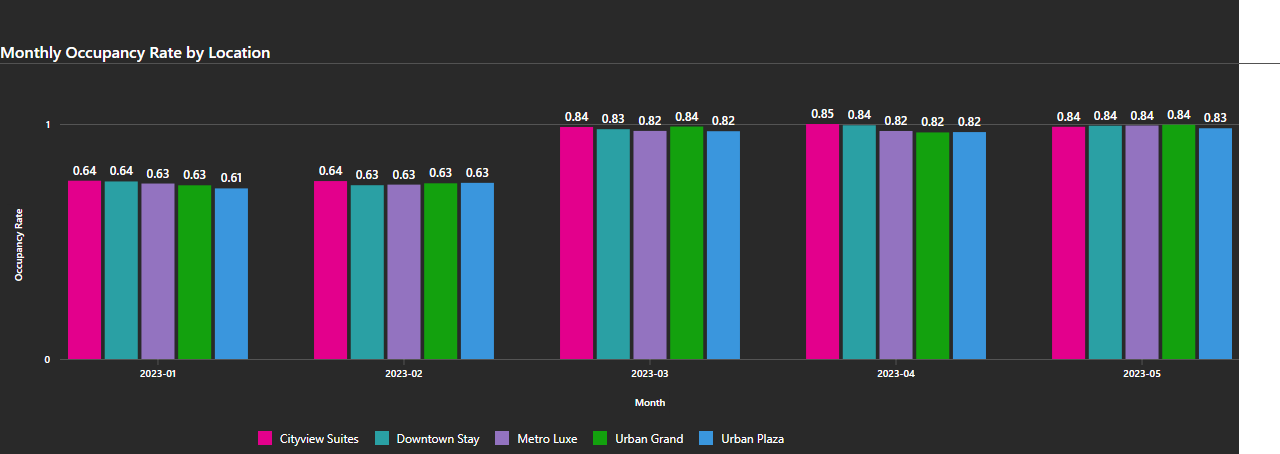 Monthly Occupancy Rate by Location
1
0.64 0.64 0.63 0.63 0.61
0.64 0.63 0.63 0.63 0.63
0.84 0.83 0.82 0.84 0.82
0.85 0.84 0.82 0.82 0.82
0.84 0.84 0.84 0.84 0.83
Occupancy Rate
0
2023-01 2023-02 2023-03 2023-04 2023-05
Month
Cityview Suites Downtown Stay Metro Luxe Urban Grand Urban Plaza